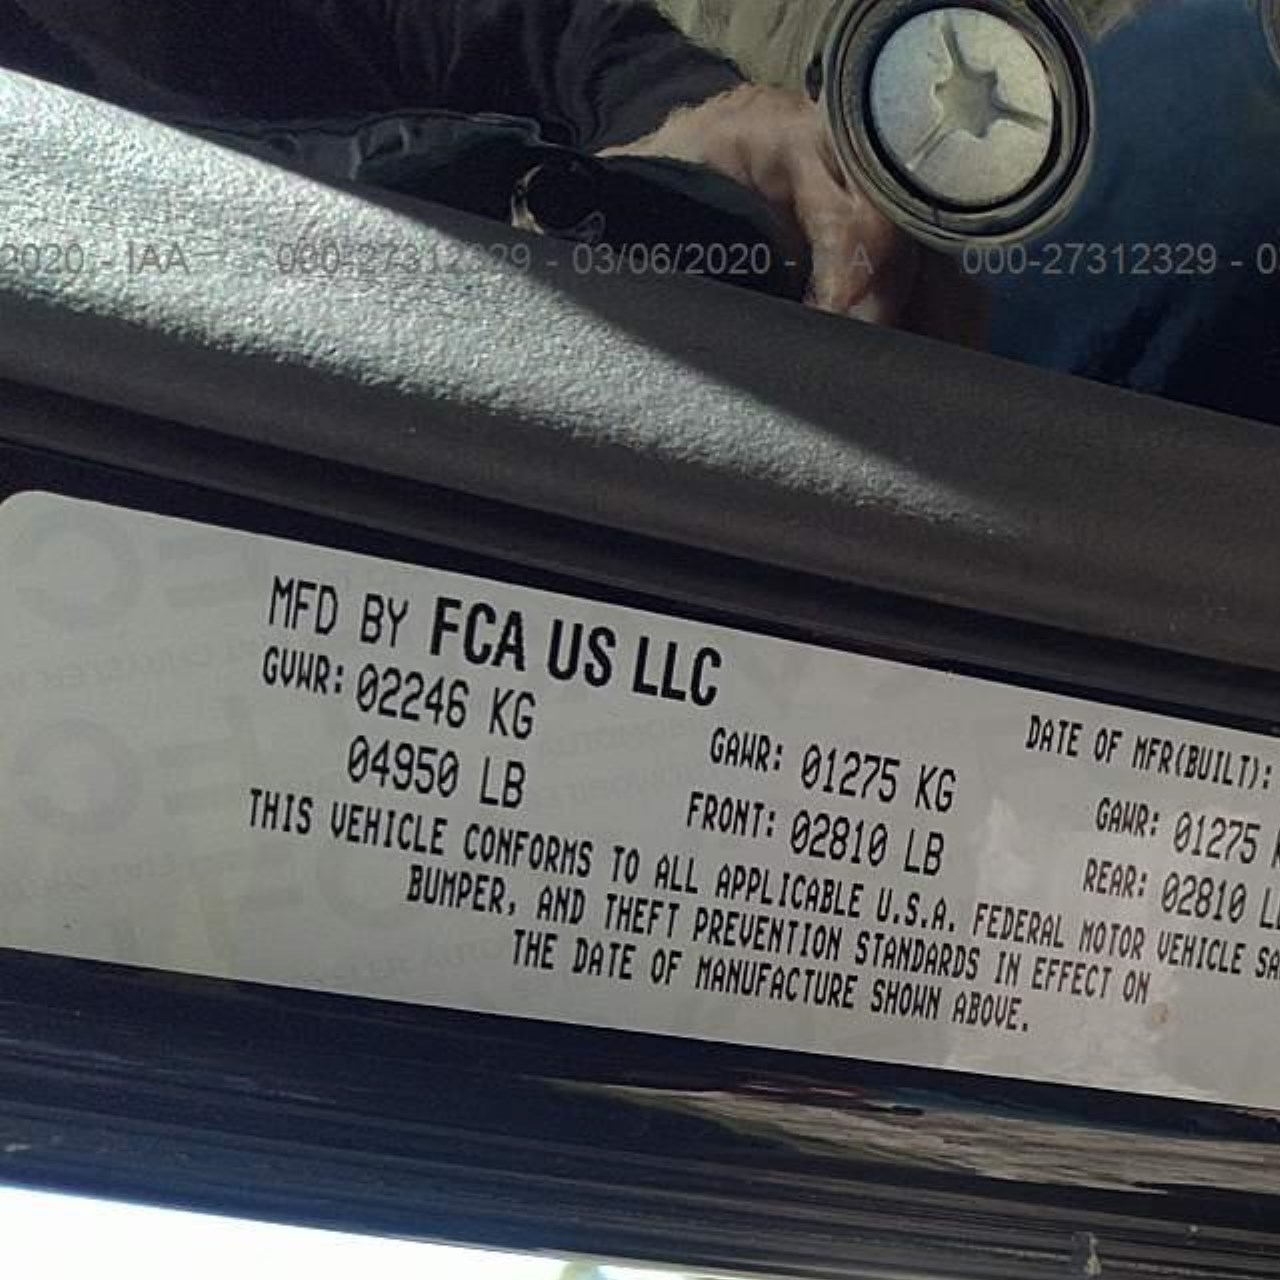 2020 - IAA 000-27312329 - 03/06/2020 - A 000-27312329 - 0
MFD BY FCA US LLC
DATE OF MFR(BUILT):
GVWR: 02246 KG GAWR: 01275 KG GAWR: 01275 K
04950 LB FRONT: 02810 LB REAR: 02810 L
THIS VEHICLE CONFORMS TO ALL APPLICABLE U.S.A. FEDERAL MOTOR VEHICLE SA
BUMPER, AND THEFT PREVENTION STANDARDS IN EFFECT ON
THE DATE OF MANUFACTURE SHOWN ABOVE.